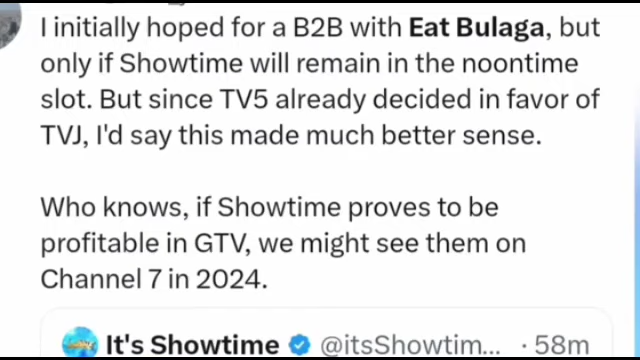 I initially hoped for a B2B with Eat Bulaga, but
only if Showtime will remain in the noontime
slot. But since TV5 already decided in favor of
TVJ, I'd say this made much better sense.
Who knows, if Showtime proves to be
profitable in GTV, we might see them on
Channel 7 in 2024.
It's Showtime @itsShowtim... · 58m